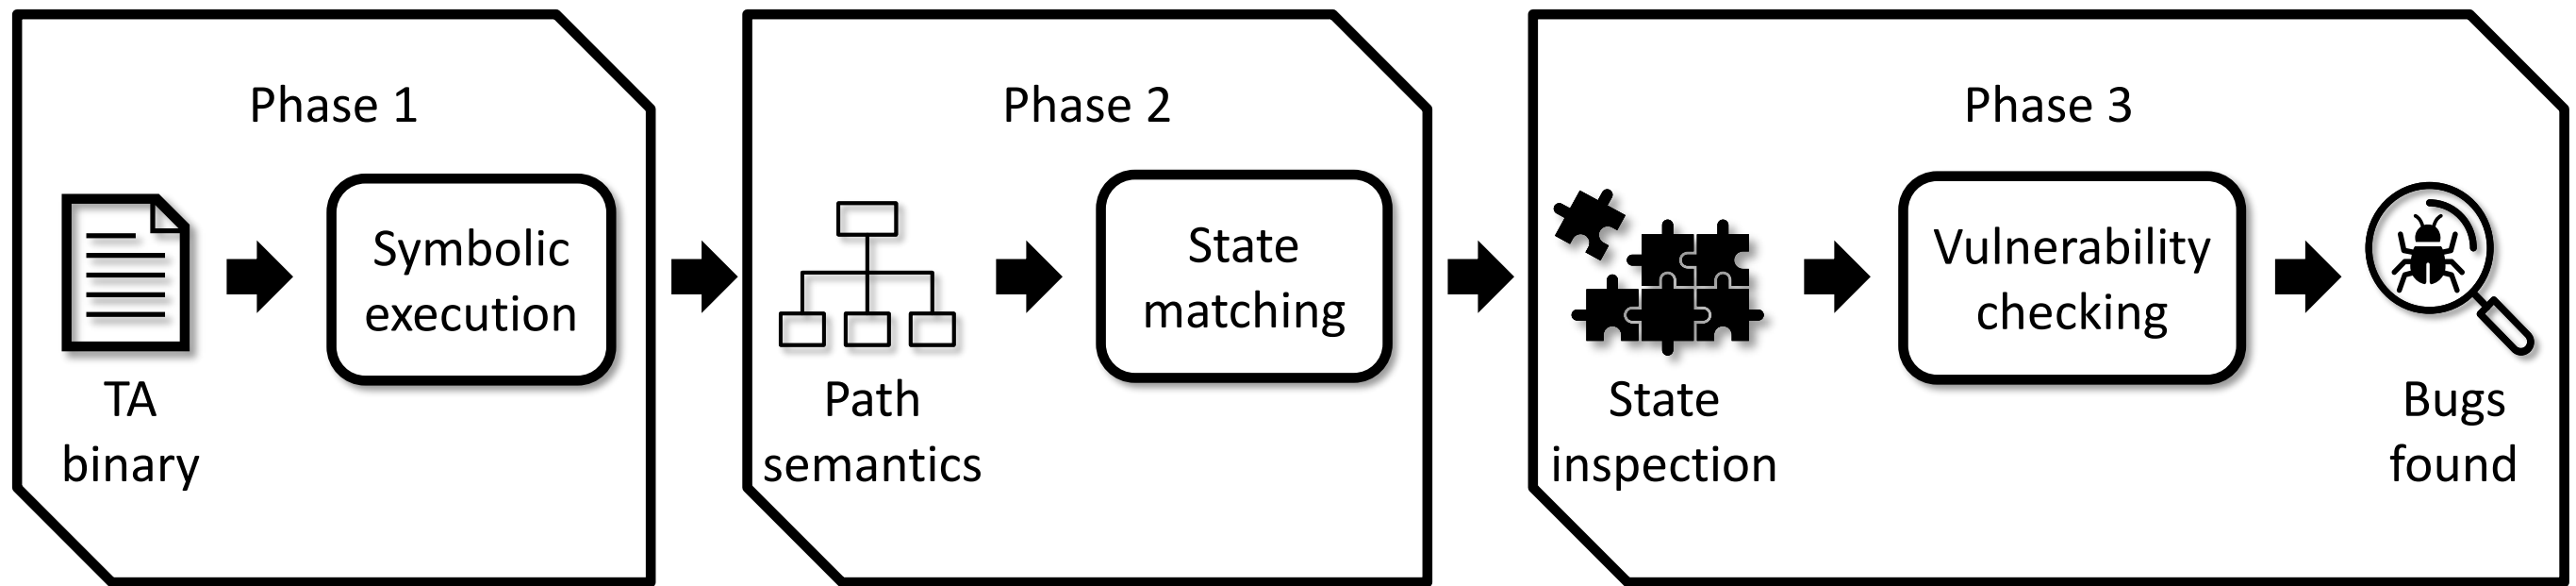 Phase 1
TA
binary
Symbolic
execution
Phase 2
Path
semantics
State
matching
Phase 3
State
inspection
Vulnerability
checking
Bugs
found